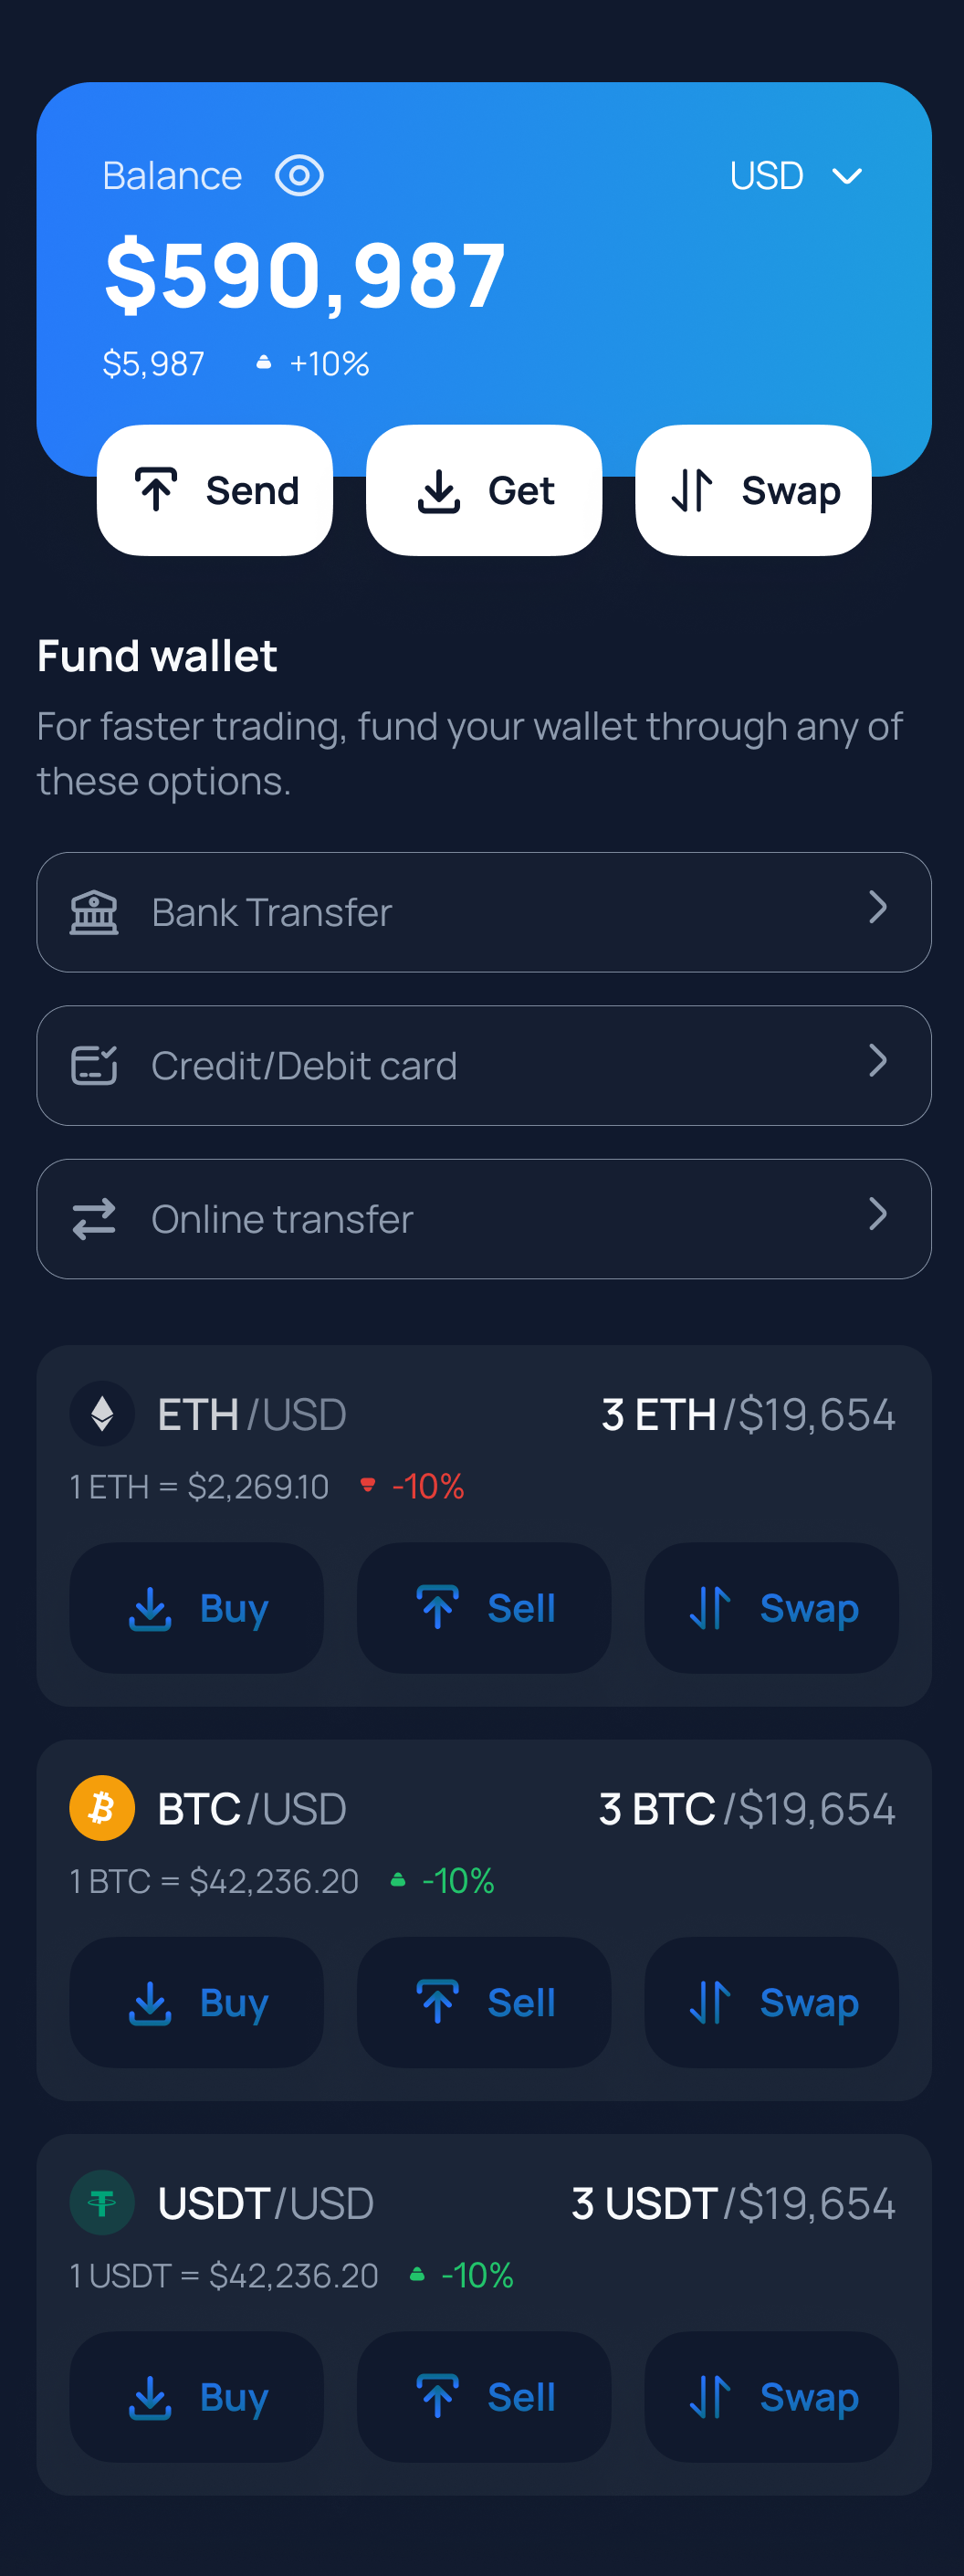 Balance USD
$590,987
$5,987 +10%
Send Get Swap
Fund wallet
For faster trading, fund your wallet through any of
these options.
Bank Transfer
Credit/Debit card
Online transfer
ETH/USD 3 ETH/$19,654
1 ETH = $2,269.10 -10%
Buy Sell Swap
BTC/USD 3 BTC/$19,654
1 BTC = $42,236.20 -10%
Buy Sell Swap
USDT/USD 3 USDT/$19,654
1 USDT = $42,236.20 -10%
Buy Sell Swap